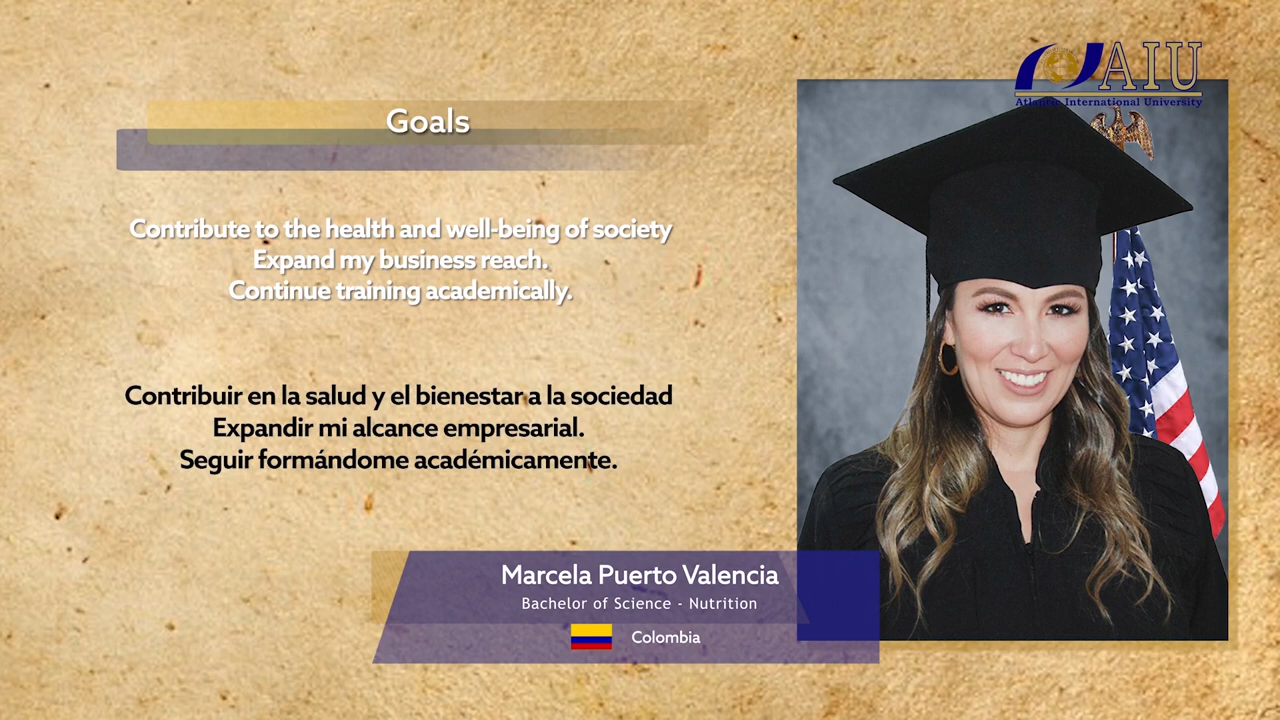 AIU
Atlantic International University
Goals
Contribute to the health and well-being of society
Expand my business reach.
Continue training academically.
Contribuir en la salud y el bienestar a la sociedad
Expandir mi alcance empresarial.
Seguir formándome académicamente.
Marcela Puerto Valencia
Bachelor of Science - Nutrition
Colombia